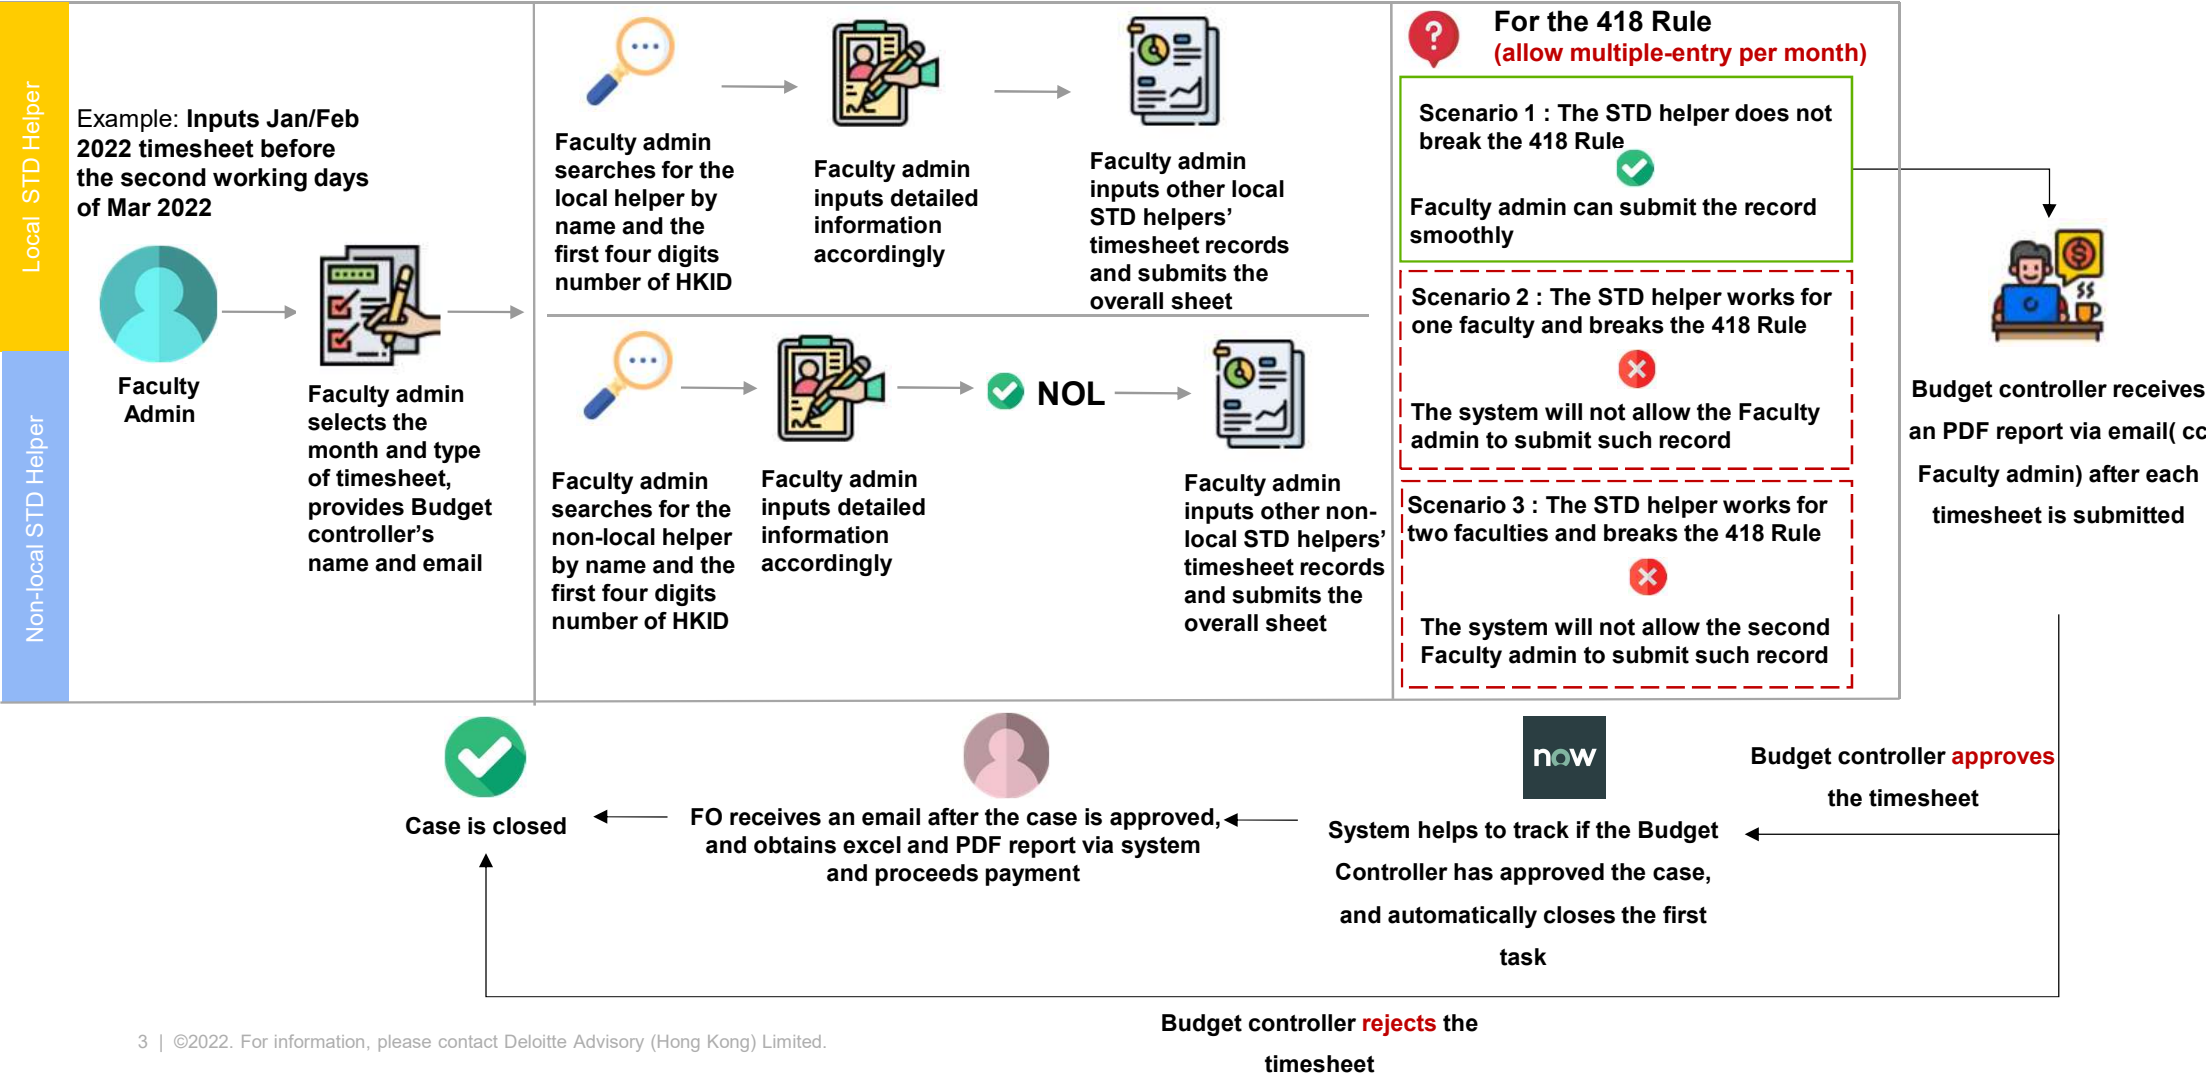 Local  STD Helper
Non-local STD Helper
Example: Inputs Jan/Feb
2022 timesheet before
the second working days
of Mar 2022
Faculty
Admin
Faculty admin
selects the
month and type
of timesheet,
provides Budget
controller’s
name and email
Faculty admin
searches for the
local helper by
name and the
first four digits
number of HKID
Faculty admin
inputs detailed
information
accordingly
Faculty admin
inputs other local
STD helpers’
timesheet records
and submits the
overall sheet
Faculty admin
searches for the
non-local helper
by name and the
first four digits
number of HKID
Faculty admin
inputs detailed
information
accordingly
NOL
Faculty admin
inputs other non-
local STD helpers’
timesheet records
and submits the
overall sheet
For the 418 Rule
(allow multiple-entry per month)
Scenario 1 : The STD helper does not
break the 418 Rule
Faculty admin can submit the record
smoothly
Scenario 2 : The STD helper works for
one faculty and breaks the 418 Rule
The system will not allow the Faculty
admin to submit such record
Scenario 3 : The STD helper works for
two faculties and breaks the 418 Rule
The system will not allow the second
Faculty admin to submit such record
Budget controller receives
an PDF report via email( cc
Faculty admin) after each
timesheet is submitted
Budget controller approves
the timesheet
now
System helps to track if the Budget
Controller has approved the case,
and automatically closes the first
task
FO receives an email after the case is approved,
and obtains excel and PDF report via system
and proceeds payment
Case is closed
Budget controller rejects the
timesheet
3 | ©2022. For information, please contact Deloitte Advisory (Hong Kong) Limited.